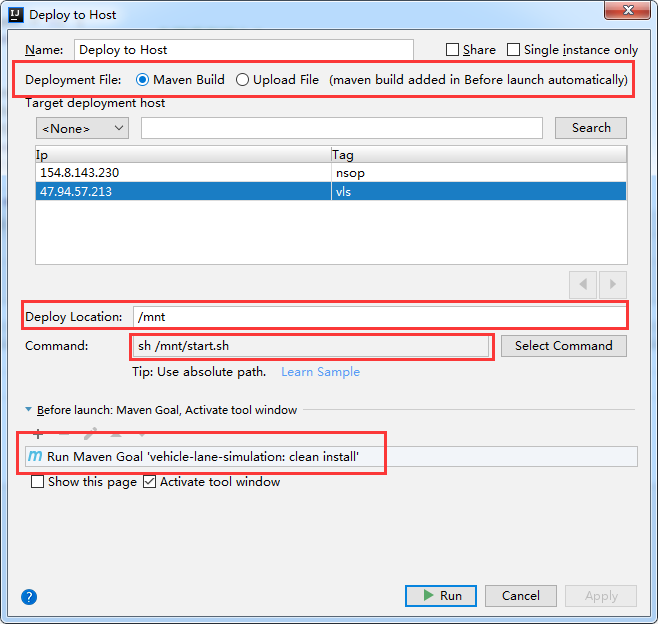 Deploy to Host
Name: Deploy to Host Share Single instance only
Deployment File: Maven Build Upload File (maven build added in Before launch automatically)
Target deployment host
<None> Search
Ip Tag
154.8.143.230 nsop
47.94.57.213 vls
Deploy Location: /mnt
Command: sh /mnt/start.sh Select Command
Tip: Use absolute path. Learn Sample
Before launch: Maven Goal, Activate tool window
m Run Maven Goal 'vehicle-lane-simulation: clean install'
Show this page Activate tool window
? Run Cancel Apply